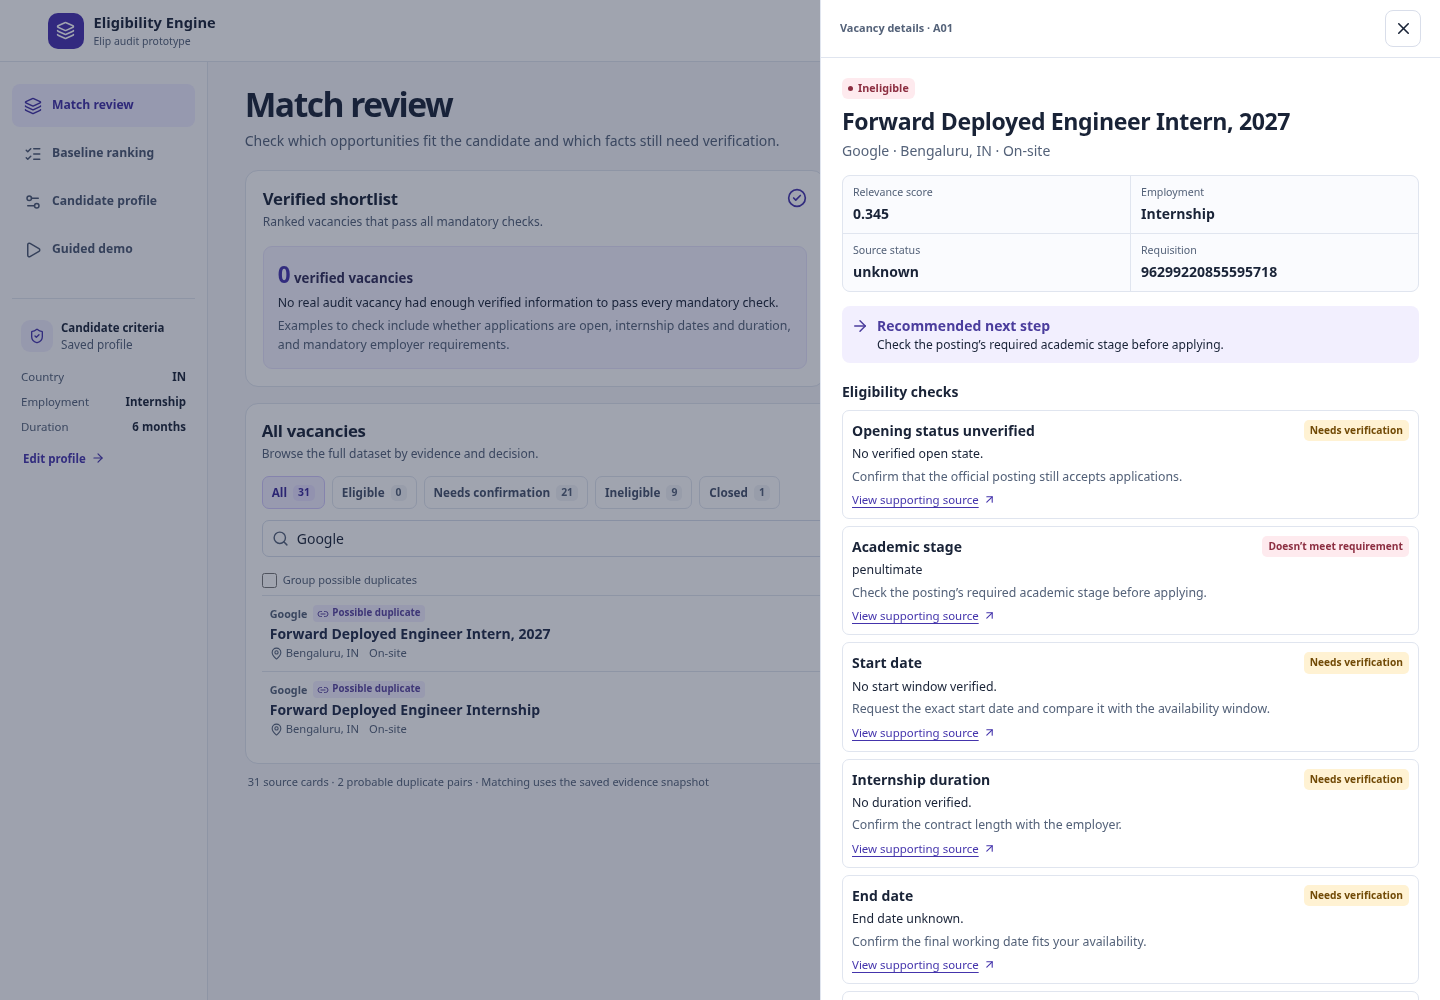 Eligibility Engine
Elip audit prototype
Match review
Baseline ranking
Candidate profile
Guided demo
Candidate criteria
Saved profile
Country IN
Employment Internship
Duration 6 months
Edit profile
Match review
Check which opportunities fit the candidate and which facts still need verification.
Verified shortlist
Ranked vacancies that pass all mandatory checks.
0 verified vacancies
No real audit vacancy had enough verified information to pass every mandatory check.
Examples to check include whether applications are open, internship dates and duration,
and mandatory employer requirements.
All vacancies
Browse the full dataset by evidence and decision.
All 31 Eligible 0 Needs confirmation 21 Ineligible 9 Closed 1
Google
Group possible duplicates
Google Possible duplicate
Forward Deployed Engineer Intern, 2027
Bengaluru, IN On-site
Google Possible duplicate
Forward Deployed Engineer Internship
Bengaluru, IN On-site
31 source cards · 2 probable duplicate pairs · Matching uses the saved evidence snapshot
Vacancy details · A01
Ineligible
Forward Deployed Engineer Intern, 2027
Google · Bengaluru, IN · On-site
Relevance score
0.345
Employment
Internship
Source status
unknown
Requisition
96299220855595718
Recommended next step
Check the posting’s required academic stage before applying.
Eligibility checks
Opening status unverified Needs verification
No verified open state.
Confirm that the official posting still accepts applications.
View supporting source
Academic stage Doesn’t meet requirement
penultimate
Check the posting’s required academic stage before applying.
View supporting source
Start date Needs verification
No start window verified.
Request the exact start date and compare it with the availability window.
View supporting source
Internship duration Needs verification
No duration verified.
Confirm the contract length with the employer.
View supporting source
End date Needs verification
End date unknown.
Confirm the final working date fits your availability.
View supporting source